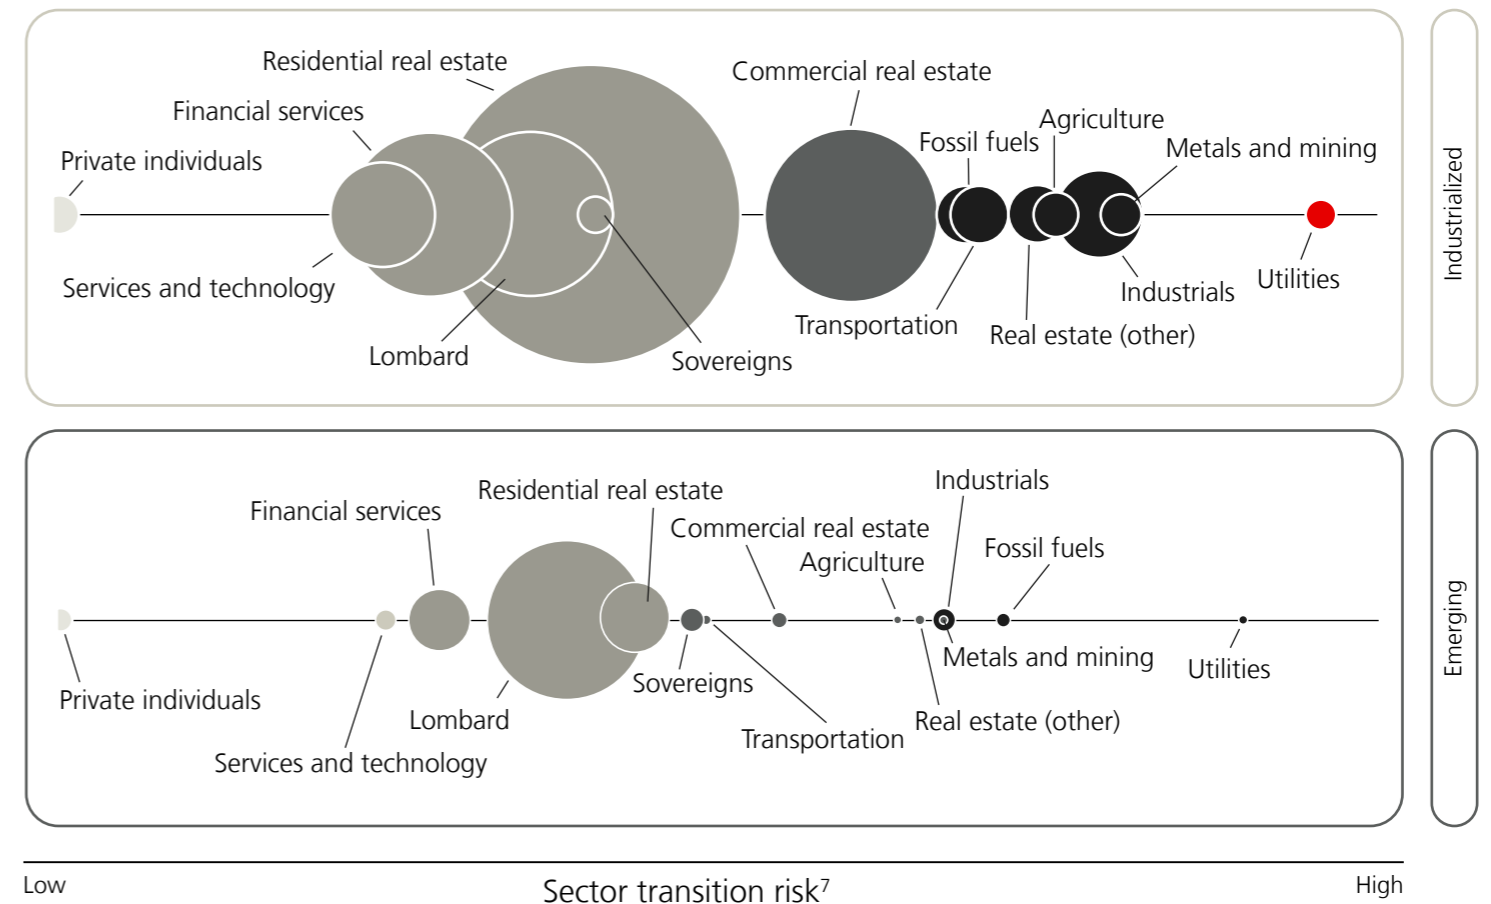 Residential real estate
Commercial real estate
Financial services
Agriculture
Fossil fuels
Metals and mining
Private individuals
Services and technology
Utilities
Industrials
Transportation
Real estate (other)
Lombard
Sovereigns
Industrialized
Industrials
Residential real estate
Financial services
Commercial real estate
Fossil fuels
Agriculture
Metals and mining
Utilities
Sovereigns
Private individuals
Lombard
Real estate (other)
Transportation
Services and technology
Emerging
Low
Sector transition risk7
High